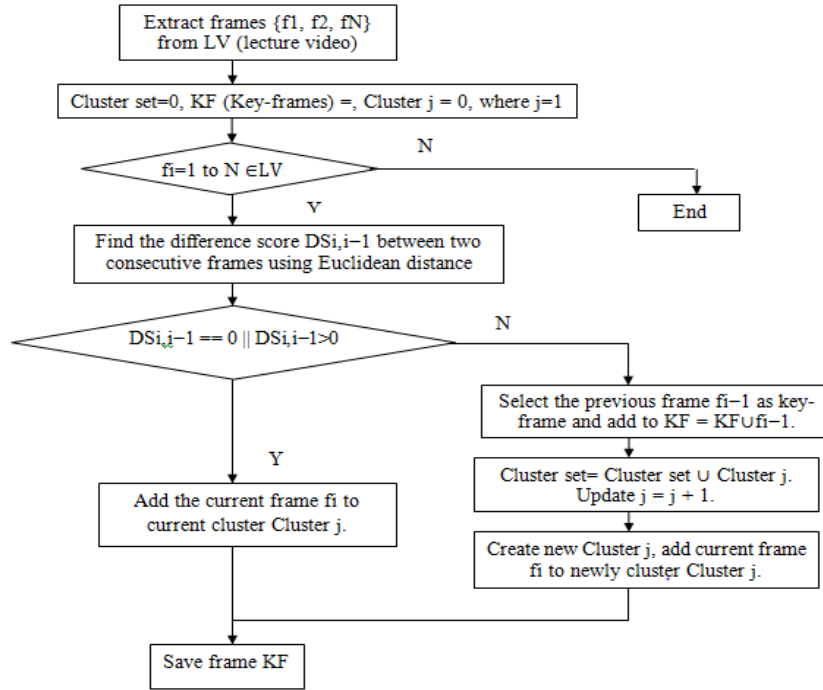 Extract frames {f1, f2, fN}
from LV (lecture video)
Cluster set=0, KF (Key-frames) =, Cluster j = 0, where j=1
fi=1 to N ∈LV
N
End
Y
Find the difference score DSi,i−1 between two
consecutive frames using Euclidean distance
DSi,i−1 == 0 || DSi,i−1>0
N
Select the previous frame fi−1 as key-
frame and add to KF = KF∪fi−1.
Cluster set= Cluster set ∪ Cluster j.
Update j = j + 1.
Create new Cluster j, add current frame
fi to newly cluster Cluster j.
Y
Add the current frame fi to
current cluster Cluster j.
Save frame KF